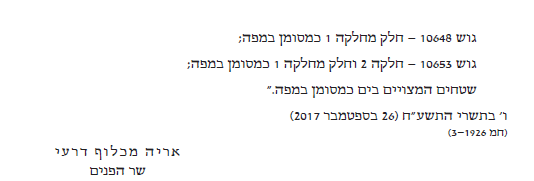 גוש 10648 – חלק מחלקה 1 כמסומן במפה;
גוש 10653 – חלקה 2 וחלק מחלקה 1 כמסומן במפה;
שטחים המצויים בים כמסומן במפה."
ו' בתשרי התשע"ח (26 בספטמבר 2017)
(חמ 1926–3)
אריה מכלוף דרעי
שר הפנים